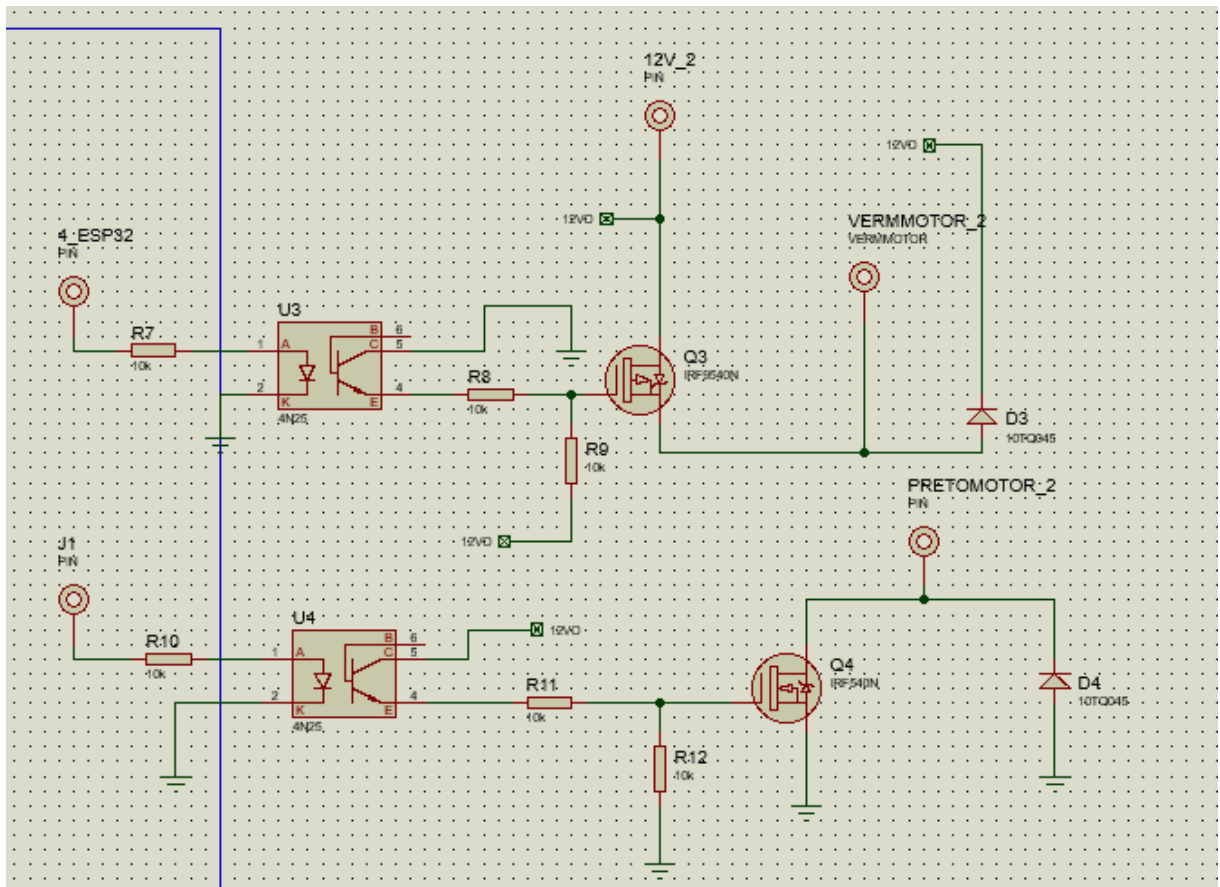 12V_2
PIN
12VO
VERMMOTOR_2
VERMMOTOR
12VO
4_ESP32
PIN
U3
R7
10k
1
A
B
6
C
5
2
K
E
4
4N25
R8
10k
Q3
IRF9540N
R9
10k
D3
10TQ045
12VO
PRETOMOTOR_2
PIN
J1
PIN
U4
R10
10k
1
A
B
6
C
5
12VO
2
K
E
4
4N25
R11
10k
Q4
IRF540N
D4
10TQ045
R12
10k